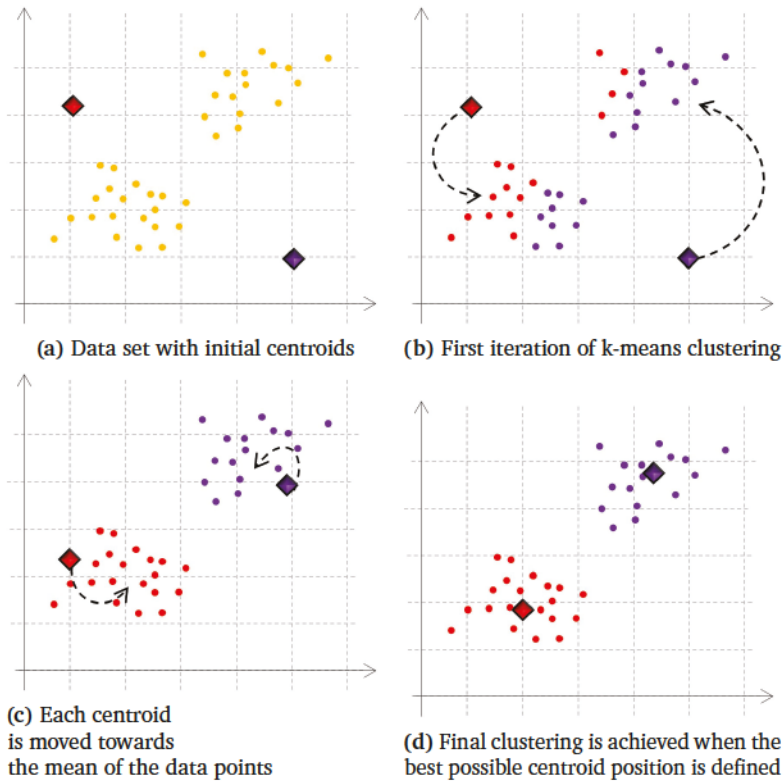 (a) Data set with initial centroids
(b) First iteration of k-means clustering
(c) Each centroid
is moved towards
the mean of the data points
(d) Final clustering is achieved when the
best possible centroid position is defined